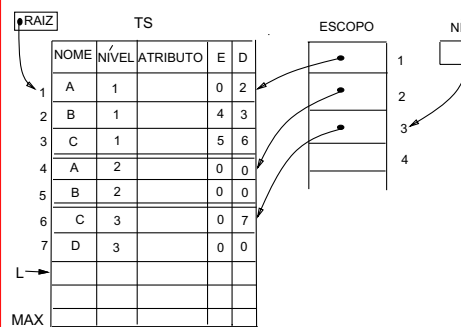 RAIZ TS ESCOPO NÍ
NOME NÍVEL ATRIBUTO E D
1 A 1 0 2 1
2 B 1 4 3 2
3 C 1 5 6 3
4 A 2 0 0 4
5 B 2 0 0
6 C 3 0 7
7 D 3 0 0
L
MAX